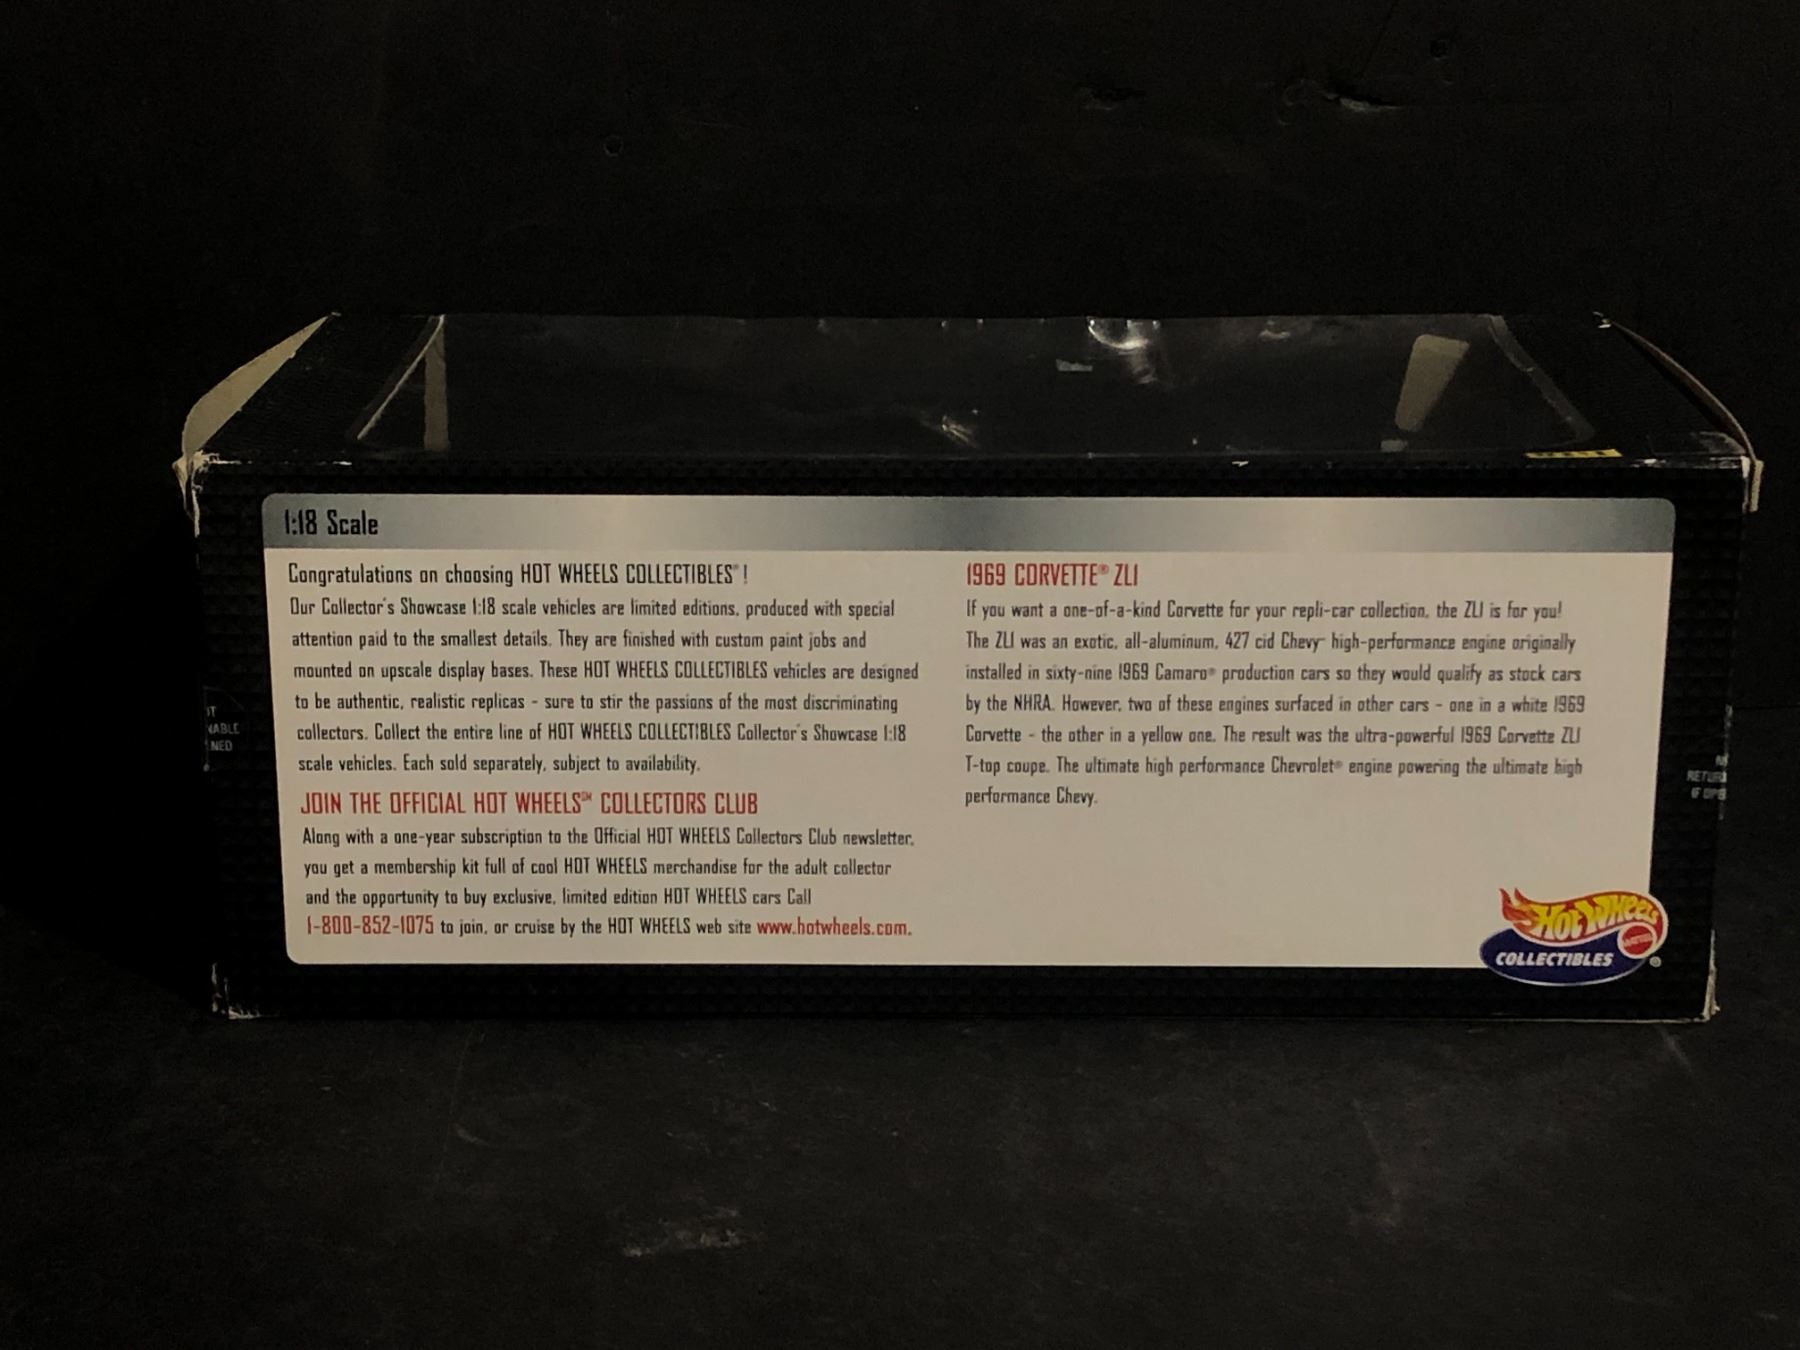 1:18 Scale
Congratulations on choosing HOT WHEELS COLLECTIBLES®!
Our Collector's Showcase 1:18 scale vehicles are limited editions, produced with special
attention paid to the smallest details. They are finished with custom paint jobs and
mounted on upscale display bases. These HOT WHEELS COLLECTIBLES vehicles are designed
to be authentic, realistic replicas - sure to stir the passions of the most discriminating
collectors. Collect the entire line of HOT WHEELS COLLECTIBLES Collector's Showcase 1:18
scale vehicles. Each sold separately, subject to availability.
JOIN THE OFFICIAL HOT WHEELS℠ COLLECTORS CLUB
Along with a one-year subscription to the Official HOT WHEELS Collectors Club newsletter,
you get a membership kit full of cool HOT WHEELS merchandise for the adult collector
and the opportunity to buy exclusive, limited edition HOT WHEELS cars Call
1-800-852-1075 to join, or cruise by the HOT WHEELS web site www.hotwheels.com.
1969 CORVETTE® ZL1
If you want a one-of-a-kind Corvette for your repli-car collection, the ZL1 is for you!
The ZL1 was an exotic, all-aluminum, 427 cid Chevy™ high-performance engine originally
installed in sixty-nine 1969 Camaro® production cars so they would qualify as stock cars
by the NHRA. However, two of these engines surfaced in other cars - one in a white 1969
Corvette - the other in a yellow one. The result was the ultra-powerful 1969 Corvette ZL1
T-top coupe. The ultimate high performance Chevrolet® engine powering the ultimate high
performance Chevy.
Hot Wheels
MATTEL
COLLECTIBLES ®
IT
NABLE
NED
RETUR
IF OPE